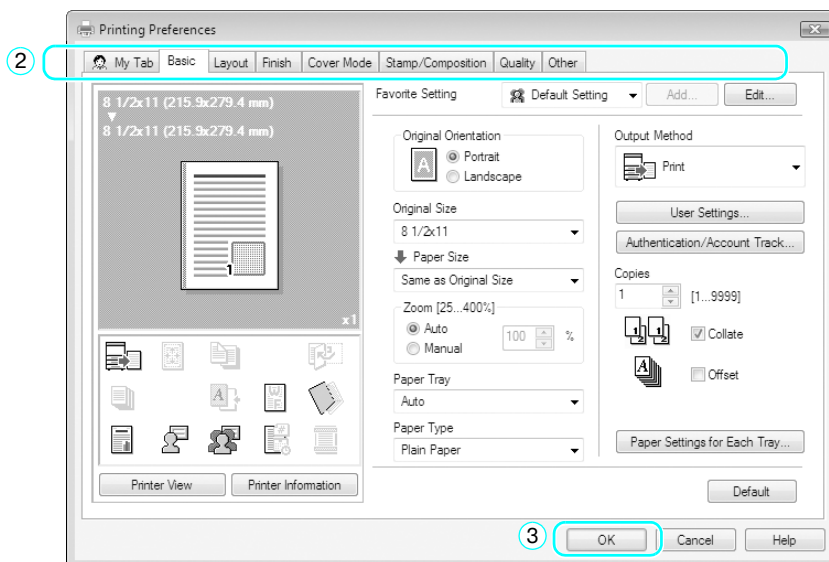 Printing Preferences
2
My Tab Basic Layout Finish Cover Mode Stamp/Composition Quality Other
8 1/2x11 (215.9x279.4 mm)
8 1/2x11 (215.9x279.4 mm)
1
x1
Printer View Printer Information
Favorite Setting Default Setting Add... Edit...
Original Orientation
A Portrait
Landscape
Original Size
8 1/2x11
Paper Size
Same as Original Size
Zoom [25...400%]
Auto
Manual
100 %
Paper Tray
Auto
Paper Type
Plain Paper
Output Method
Print
User Settings...
Authentication/Account Track...
Copies
1 [1...9999]
Collate
Offset
Paper Settings for Each Tray...
Default
3
OK Cancel Help